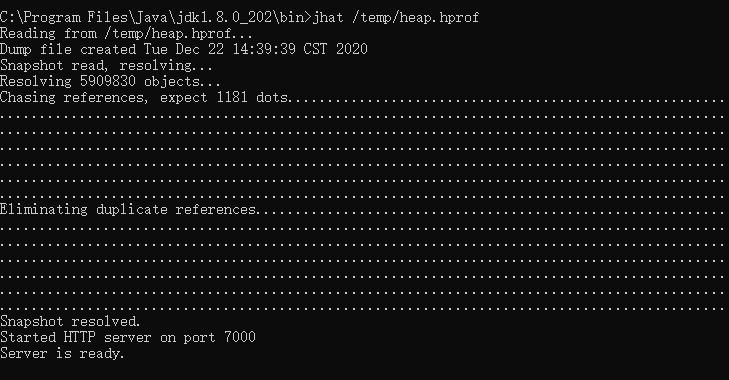 C:\Program Files\Java\jdk1.8.0_202\bin>jhat /temp/heap.hprof
Reading from /temp/heap.hprof...
Dump file created Tue Dec 22 14:39:39 CST 2020
Snapshot read, resolving...
Resolving 5909830 objects...
Chasing references, expect 1181 dots.......................................................
...........................................................................................
...........................................................................................
...........................................................................................
...........................................................................................
...........................................................................................
...........................................................................................
Eliminating duplicate references...........................................................
...........................................................................................
...........................................................................................
...........................................................................................
...........................................................................................
...........................................................................................
...........................................................................................
Snapshot resolved.
Started HTTP server on port 7000
Server is ready.